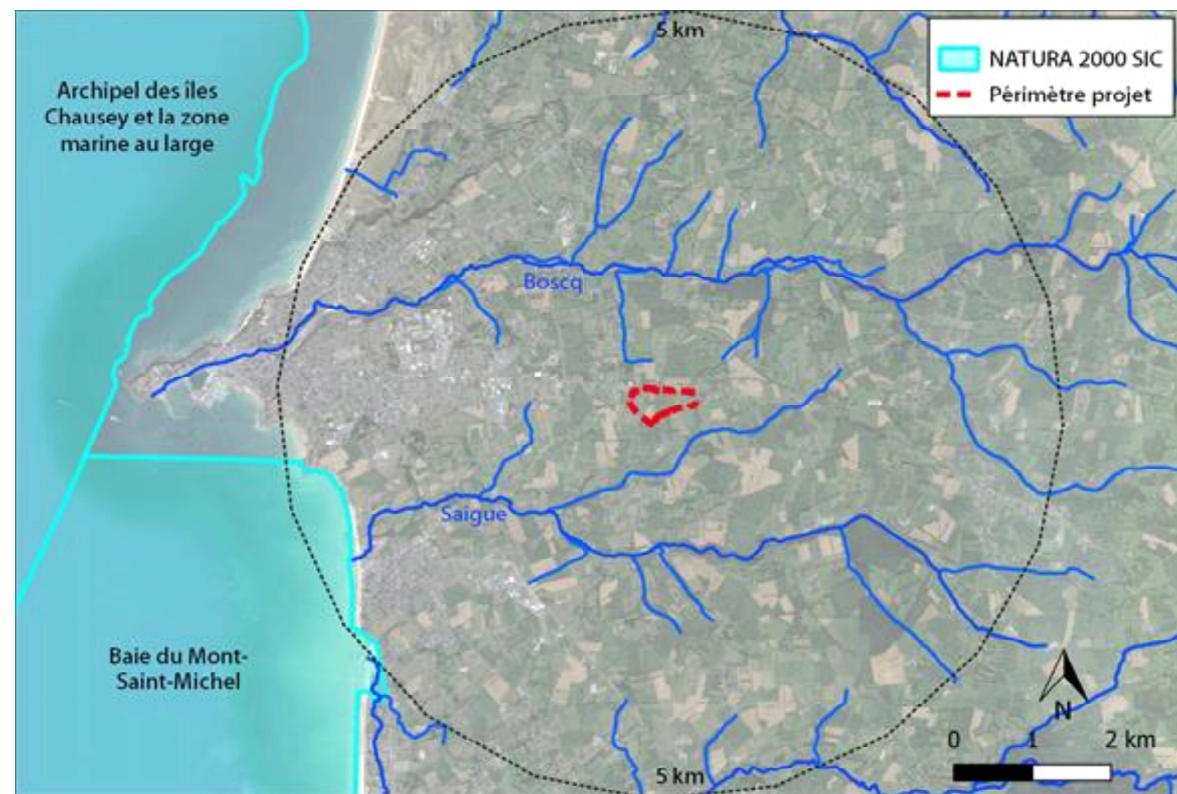 5 km
NATURA 2000 SIC
Périmètre projet
Archipel des îles
Chausey et la zone
marine au large
Boscq
Saigue
Baie du Mont-
Saint-Michel
N
0 1 2 km
5 km